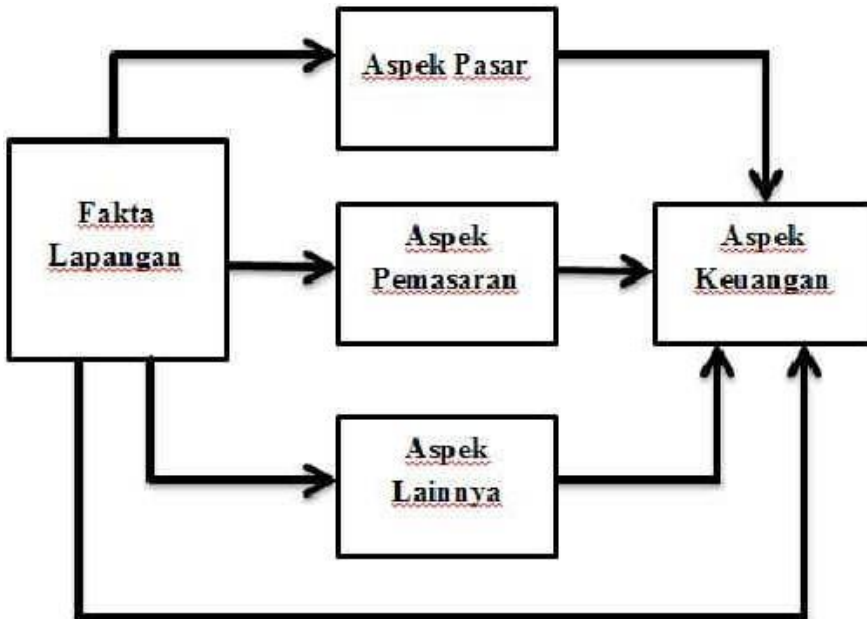 Aspek Pasar
Fakta
Lapangan
Aspek
Pemasaran
Aspek
Keuangan
Aspek
Lainnya